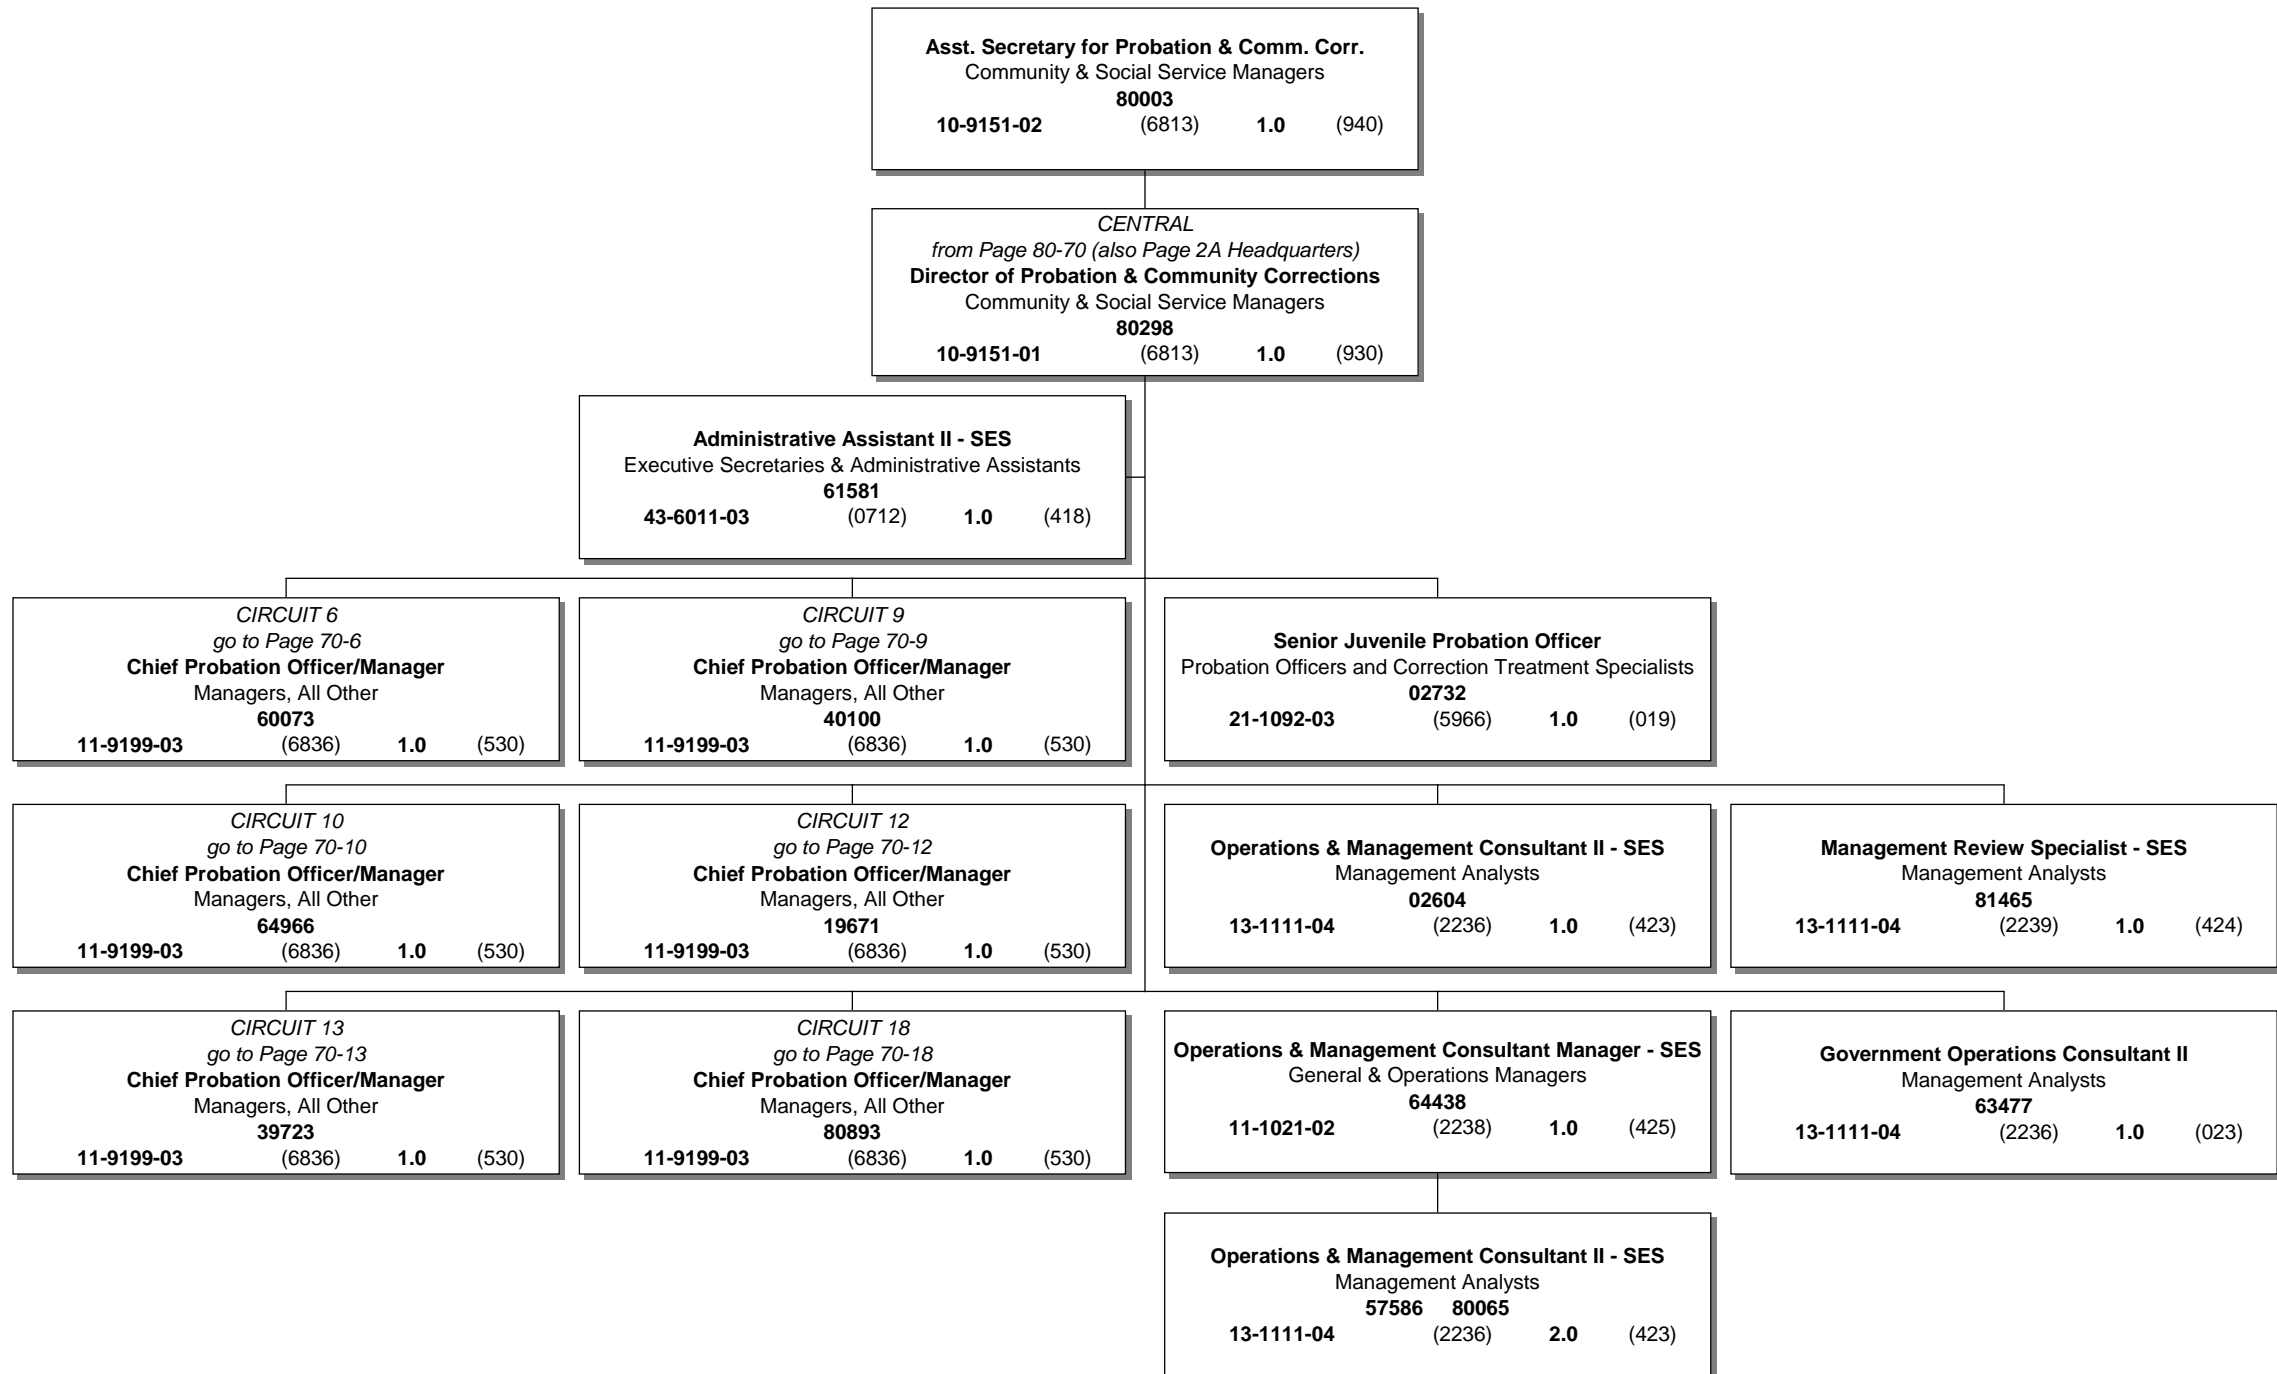 Asst. Secretary for Probation & Comm. Corr.
Community & Social Service Managers
80003
10-9151-02 (6813) 1.0 (940)
CENTRAL
from Page 80-70 (also Page 2A Headquarters)
Director of Probation & Community Corrections
Community & Social Service Managers
80298
10-9151-01 (6813) 1.0 (930)
Administrative Assistant II - SES
Executive Secretaries & Administrative Assistants
61581
43-6011-03 (0712) 1.0 (418)
CIRCUIT 6
go to Page 70-6
Chief Probation Officer/Manager
Managers, All Other
60073
11-9199-03 (6836) 1.0 (530)
CIRCUIT 9
go to Page 70-9
Chief Probation Officer/Manager
Managers, All Other
40100
11-9199-03 (6836) 1.0 (530)
Senior Juvenile Probation Officer
Probation Officers and Correction Treatment Specialists
02732
21-1092-03 (5966) 1.0 (019)
CIRCUIT 10
go to Page 70-10
Chief Probation Officer/Manager
Managers, All Other
64966
11-9199-03 (6836) 1.0 (530)
CIRCUIT 12
go to Page 70-12
Chief Probation Officer/Manager
Managers, All Other
19671
11-9199-03 (6836) 1.0 (530)
Operations & Management Consultant II - SES
Management Analysts
02604
13-1111-04 (2236) 1.0 (423)
Management Review Specialist - SES
Management Analysts
81465
13-1111-04 (2239) 1.0 (424)
CIRCUIT 13
go to Page 70-13
Chief Probation Officer/Manager
Managers, All Other
39723
11-9199-03 (6836) 1.0 (530)
CIRCUIT 18
go to Page 70-18
Chief Probation Officer/Manager
Managers, All Other
80893
11-9199-03 (6836) 1.0 (530)
Operations & Management Consultant Manager - SES
General & Operations Managers
64438
11-1021-02 (2238) 1.0 (425)
Government Operations Consultant II
Management Analysts
63477
13-1111-04 (2236) 1.0 (023)
Operations & Management Consultant II - SES
Management Analysts
57586 80065
13-1111-04 (2236) 2.0 (423)